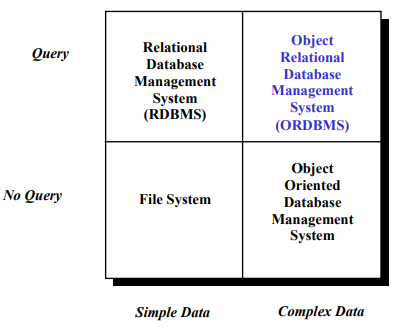 Query
Relational
Database
Management
System
(RDBMS)
Object
Relational
Database
Management
System
(ORDBMS)
No Query
File System
Object
Oriented
Database
Management
System
Simple Data
Complex Data